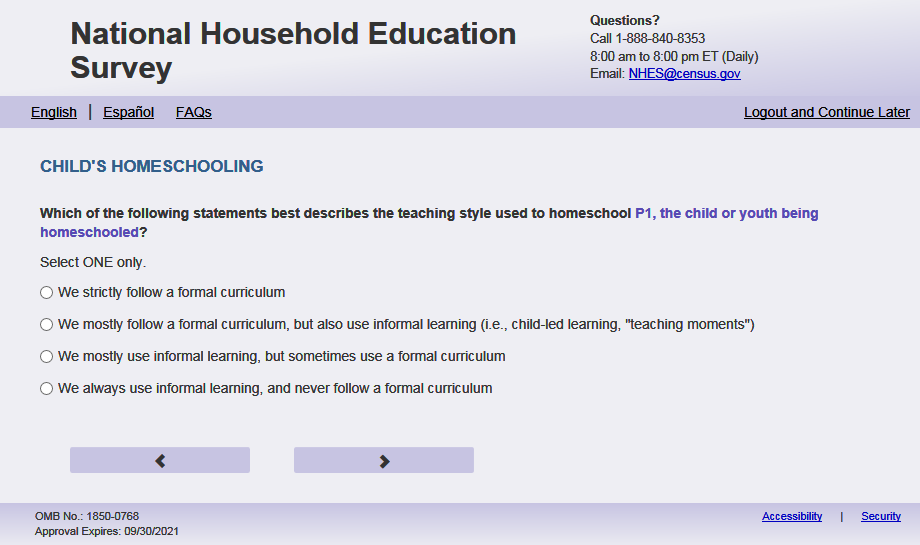 National Household Education
Survey
Questions?
Call 1-888-840-8353
8:00 am to 8:00 pm ET (Daily)
Email: NHES@census.gov
English | Español FAQs Logout and Continue Later
CHILD'S HOMESCHOOLING
Which of the following statements best describes the teaching style used to homeschool P1, the child or youth being
homeschooled?
Select ONE only.
We strictly follow a formal curriculum
We mostly follow a formal curriculum, but also use informal learning (i.e., child-led learning, "teaching moments")
We mostly use informal learning, but sometimes use a formal curriculum
We always use informal learning, and never follow a formal curriculum
OMB No.: 1850-0768
Approval Expires: 09/30/2021
Accessibility | Security